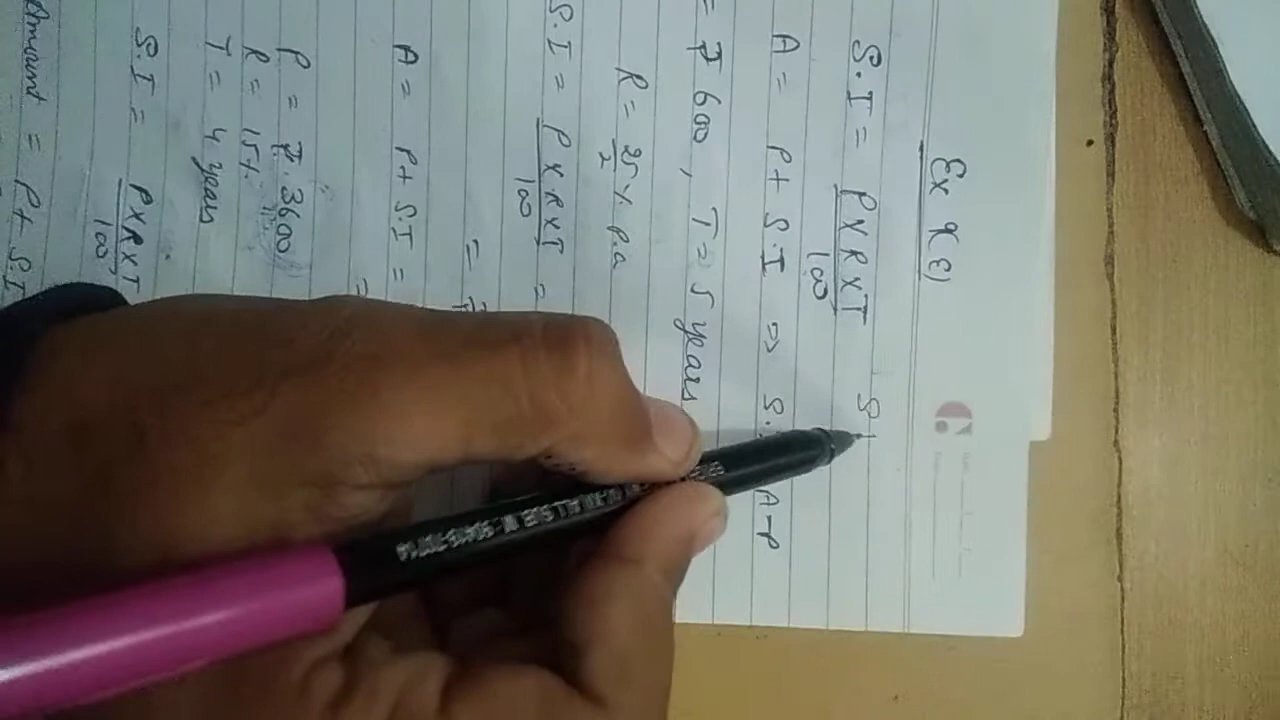 Ex 9(E)
S.I = P X R X T S
100
A = P + S.I ⇒ S. A - P
= ₹ 600, T = 5 years
R = 25 % p.a
2
S.I = P X R X T =
100
=
A = P + S.I =
=
P = ₹. 3600
R = 15%
T = 4 years
S.I = P X R X T
100
Amount = P + S.I